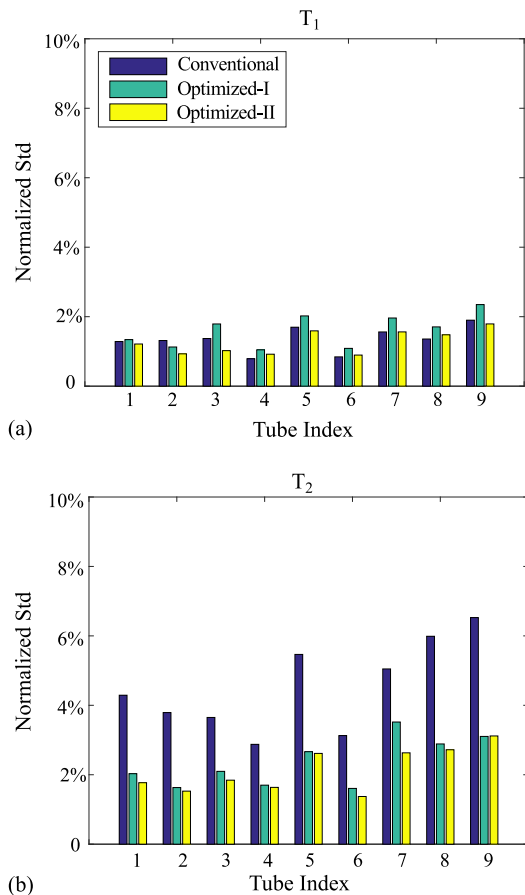 T1
10%
8%
6%
4%
2%
0
Normalized Std
Conventional
Optimized-I
Optimized-II
1 2 3 4 5 6 7 8 9
Tube Index
(a)
T2
10%
8%
6%
4%
2%
0
Normalized Std
1 2 3 4 5 6 7 8 9
Tube Index
(b)